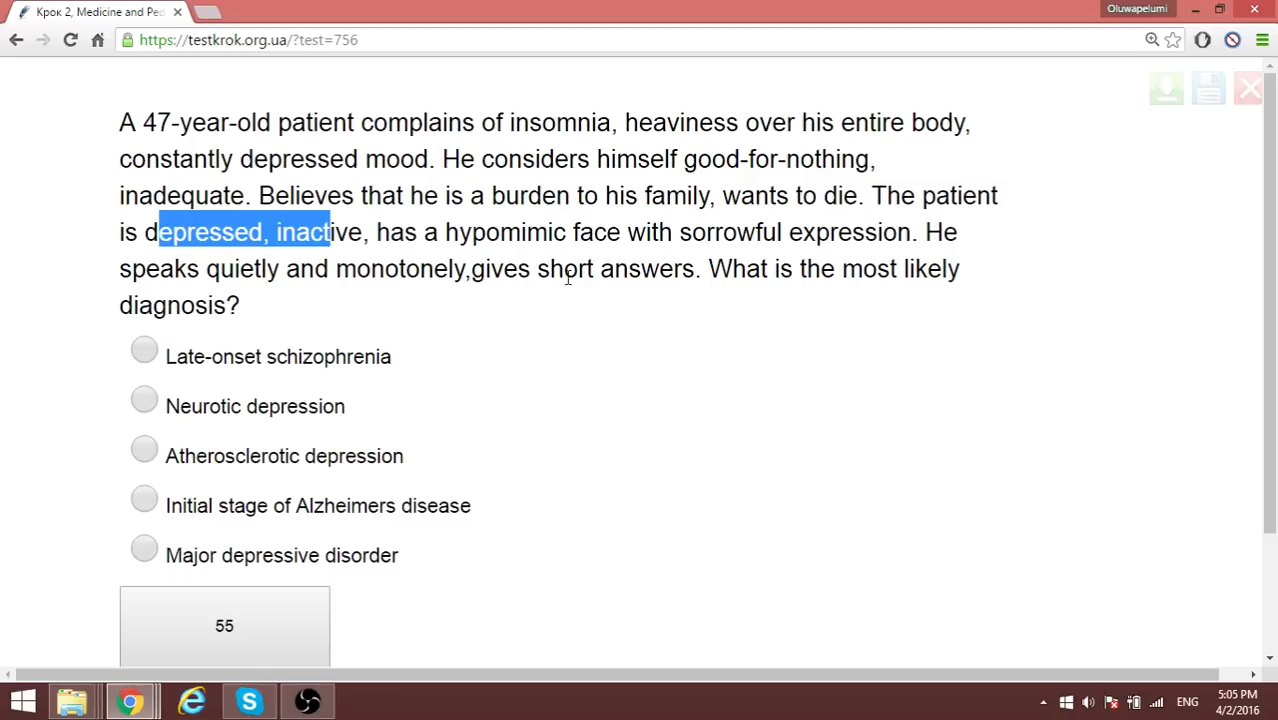 Крок 2, Medicine and Pec
Oluwapelumi
https://testkrok.org.ua/?test=756
A 47-year-old patient complains of insomnia, heaviness over his entire body,
constantly depressed mood. He considers himself good-for-nothing,
inadequate. Believes that he is a burden to his family, wants to die. The patient
is depressed, inactive, has a hypomimic face with sorrowful expression. He
speaks quietly and monotonely,gives short answers. What is the most likely
diagnosis?
Late-onset schizophrenia
Neurotic depression
Atherosclerotic depression
Initial stage of Alzheimers disease
Major depressive disorder
55
ENG
5:05 PM
4/2/2016